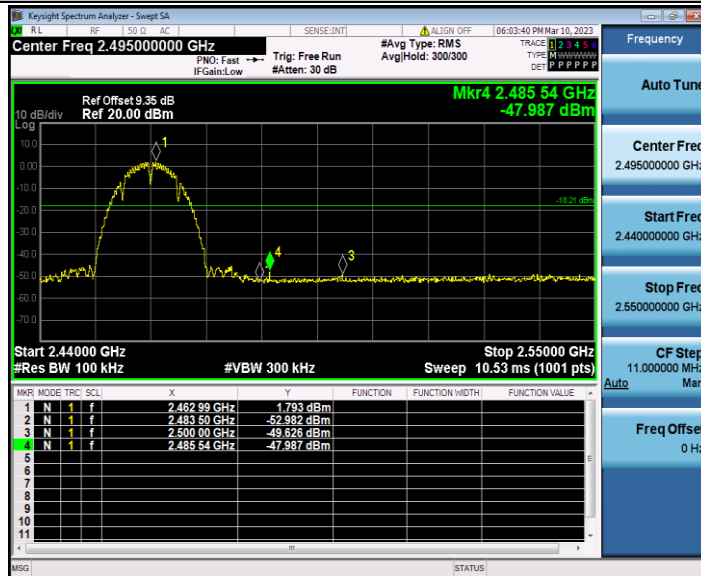 Keysight Spectrum Analyzer - Swept SA
RL RF 50 Ω AC SENSE:INT ALIGN OFF 06:03:40 PM Mar 10, 2023
Center Freq 2.495000000 GHz #Avg Type: RMS TRACE 1 2 3 4 5 6
PNO: Fast Trig: Free Run Avg|Hold: 300/300 TYPE M
IFGain:Low #Atten: 30 dB DET P P P P P P
Mkr4 2.485 54 GHz
-47.987 dBm
Ref Offset 9.35 dB
10 dB/div Ref 20.00 dBm
Log
10.0
0.00
-10.0
-20.0
-30.0
-40.0
-50.0
-60.0
-70.0
1
-18.21 dBm
4
3
Start 2.44000 GHz Stop 2.55000 GHz
#Res BW 100 kHz #VBW 300 kHz Sweep 10.53 ms (1001 pts)
MKR MODE TRC SCL X Y FUNCTION FUNCTION WIDTH FUNCTION VALUE
1 N 1 f 2.462 99 GHz 1.793 dBm
2 N 1 f 2.483 50 GHz -52.982 dBm
3 N 1 f 2.500 00 GHz -49.626 dBm
4 N 1 f 2.485 54 GHz -47.987 dBm
5
6
7
8
9
10
11
MSG STATUS
Frequency
Auto Tune
Center Freq
2.495000000 GHz
Start Freq
2.440000000 GHz
Stop Freq
2.550000000 GHz
CF Step
11.000000 MHz
Auto Man
Freq Offset
0 Hz